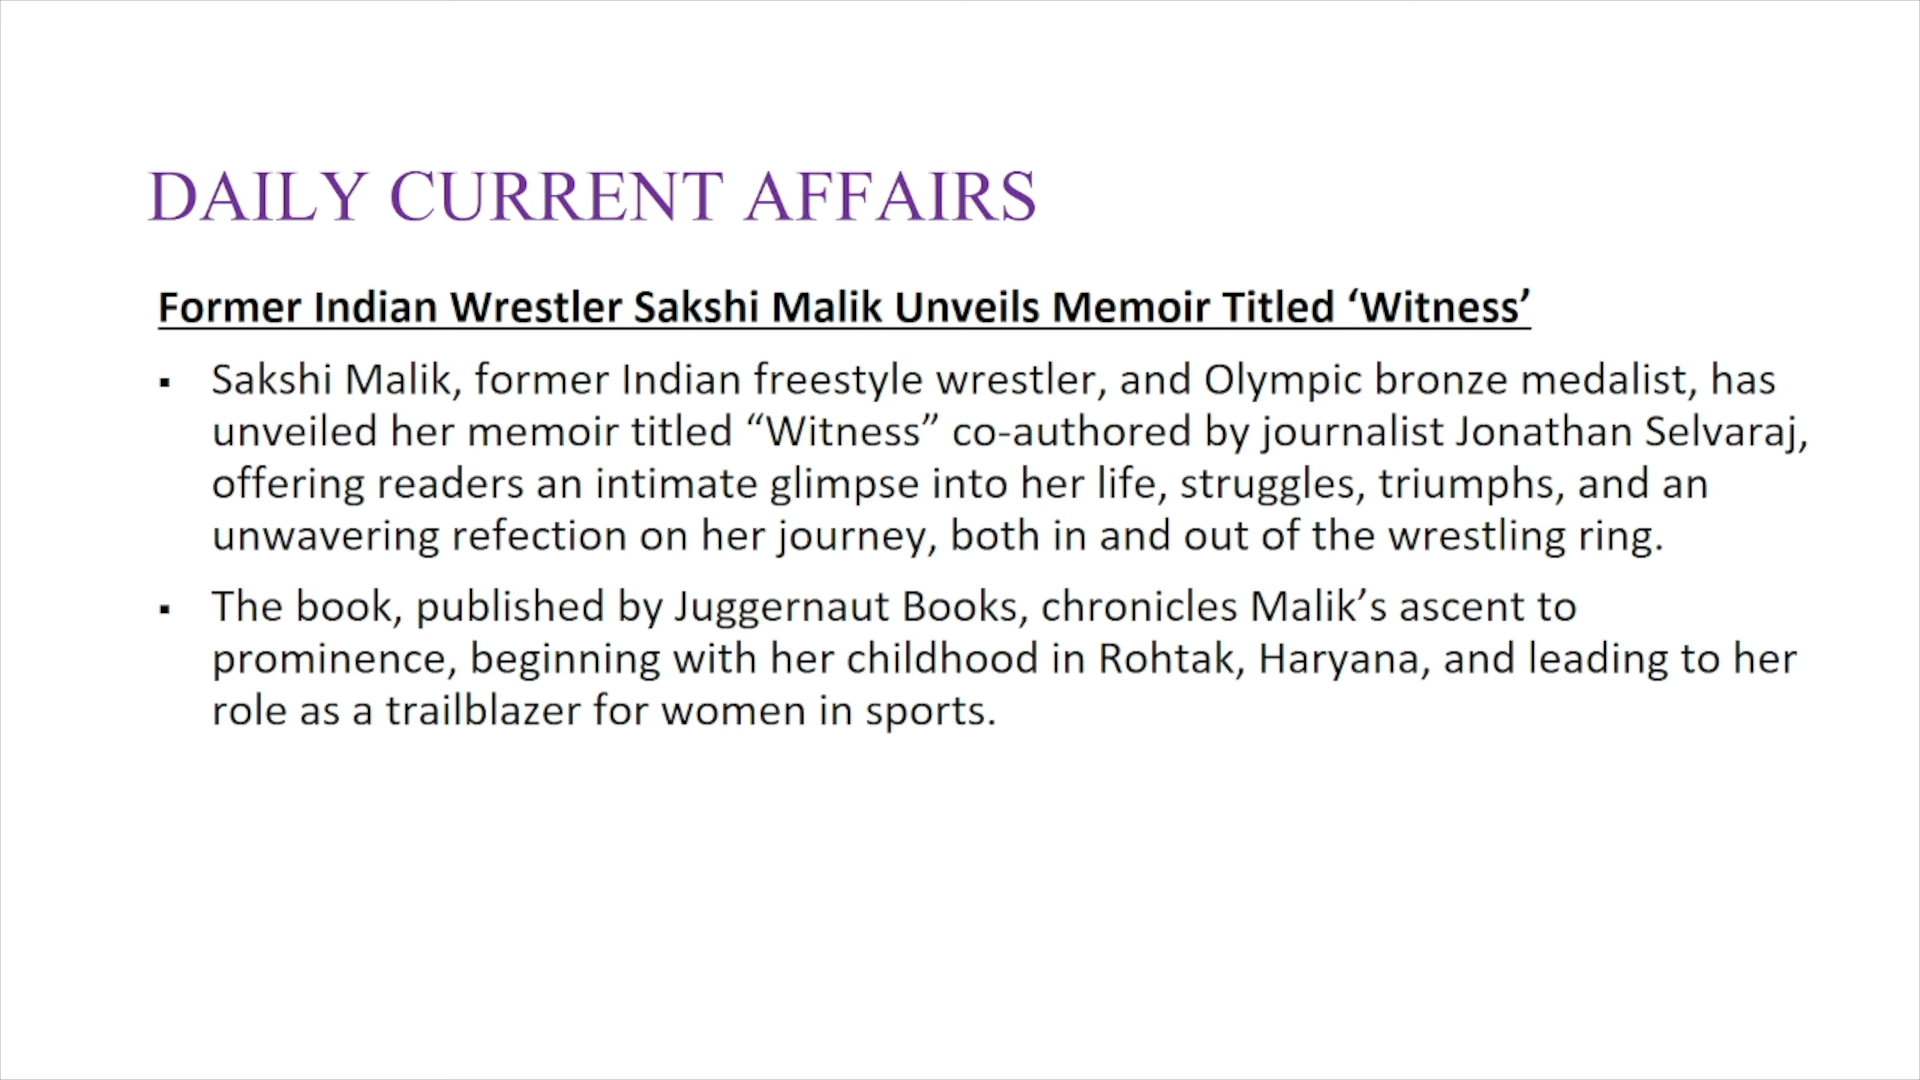 DAILY CURRENT AFFAIRS
Former Indian Wrestler Sakshi Malik Unveils Memoir Titled ‘Witness’
▪ Sakshi Malik, former Indian freestyle wrestler, and Olympic bronze medalist, has
unveiled her memoir titled “Witness” co-authored by journalist Jonathan Selvaraj,
offering readers an intimate glimpse into her life, struggles, triumphs, and an
unwavering refection on her journey, both in and out of the wrestling ring.
▪ The book, published by Juggernaut Books, chronicles Malik’s ascent to
prominence, beginning with her childhood in Rohtak, Haryana, and leading to her
role as a trailblazer for women in sports.